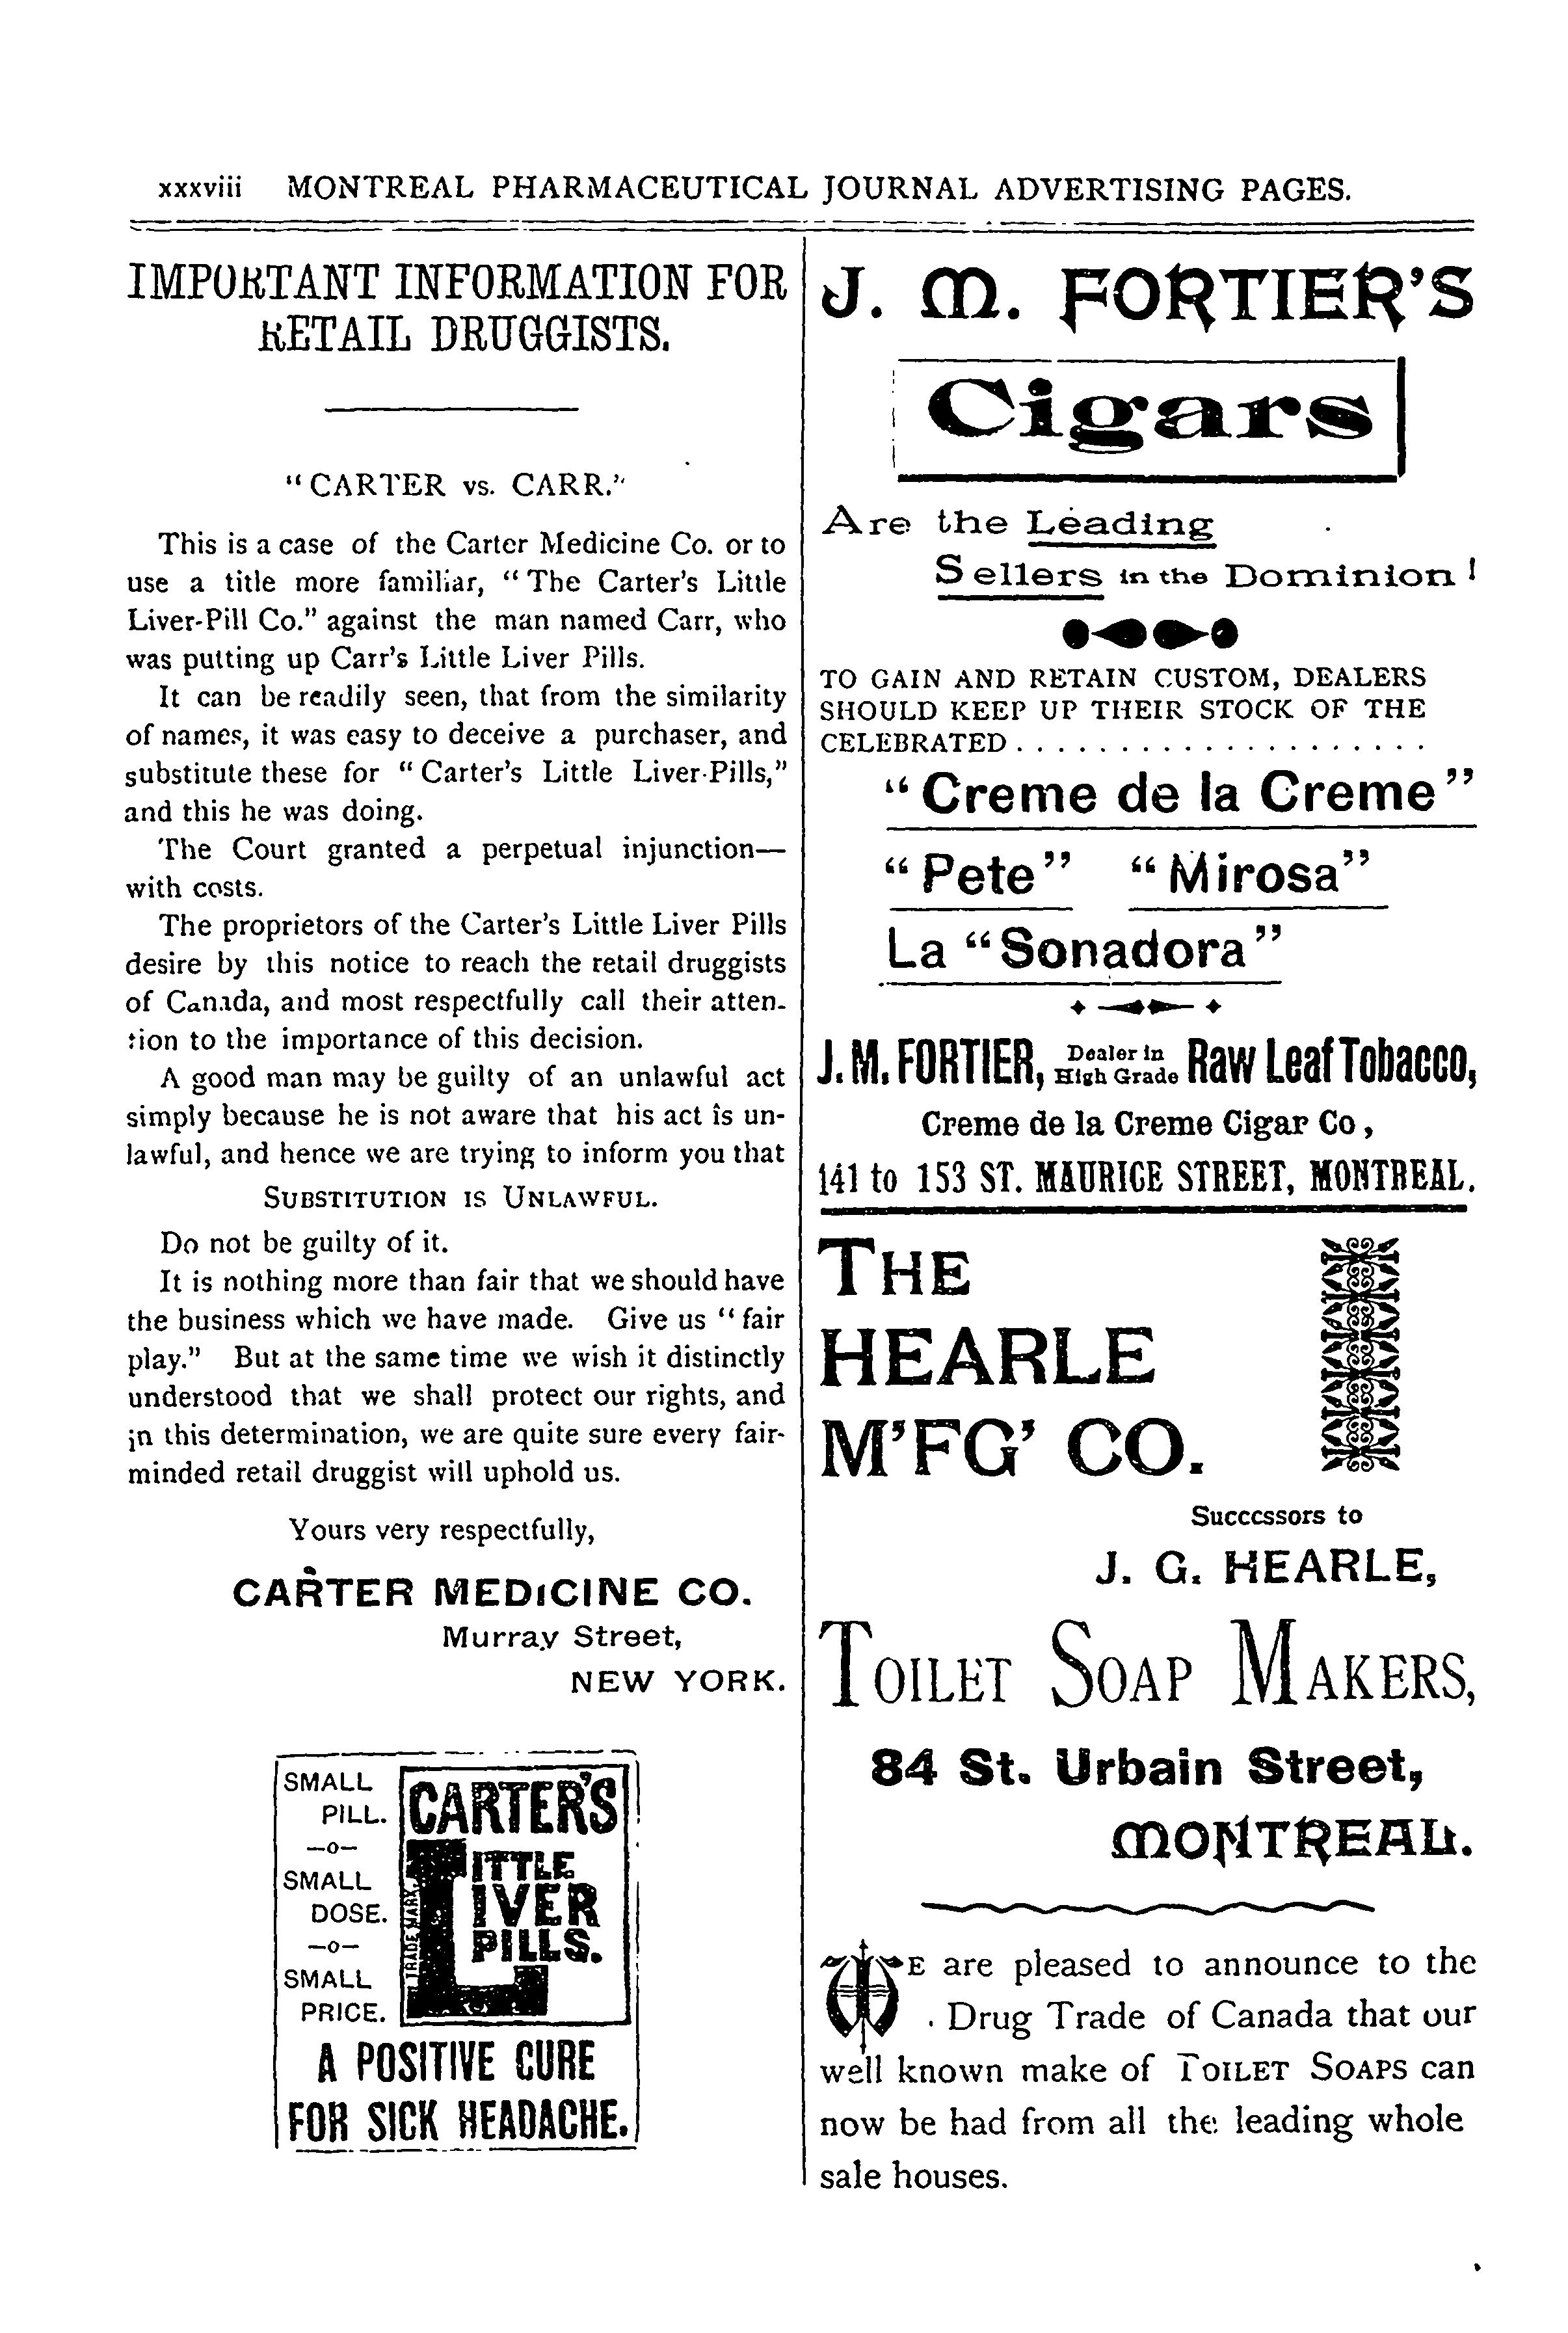 xxxviii MONTREAL PHARMACEUTICAL JOURNAL ADVERTISING PAGES.
IMPORTANT INFORMATION FOR
RETAIL DRUGGISTS.
"CARTER vs. CARR."
This is a case of the Carter Medicine Co. or to
use a title more familiar, "The Carter's Little
Liver-Pill Co." against the man named Carr, who
was putting up Carr's Little Liver Pills.
It can be readily seen, that from the similarity
of names, it was easy to deceive a purchaser, and
substitute these for "Carter's Little Liver-Pills,"
and this he was doing.
The Court granted a perpetual injunction—
with costs.
The proprietors of the Carter's Little Liver Pills
desire by this notice to reach the retail druggists
of Canada, and most respectfully call their atten-
tion to the importance of this decision.
A good man may be guilty of an unlawful act
simply because he is not aware that his act is un-
lawful, and hence we are trying to inform you that
SUBSTITUTION IS UNLAWFUL.
Do not be guilty of it.
It is nothing more than fair that we should have
the business which we have made. Give us "fair
play." But at the same time we wish it distinctly
understood that we shall protect our rights, and
in this determination, we are quite sure every fair-
minded retail druggist will uphold us.
Yours very respectfully,
CARTER MEDICINE CO.
Murray Street,
NEW YORK.
SMALL
PILL.
—o—
SMALL
DOSE.
—o—
SMALL
PRICE.
CARTER'S
LITTLE
LIVER
PILLS.
TRADE MARK
A POSITIVE CURE
FOR SICK HEADACHE.
J. M. FORTIER'S
Cigars
Are the Leading
Sellers in the Dominion!
TO GAIN AND RETAIN CUSTOM, DEALERS
SHOULD KEEP UP THEIR STOCK OF THE
CELEBRATED . . . . . . . . . . . . . . . . . . . .
"Creme de la Creme"
"Pete" "Mirosa"
La "Sonadora"
J. M. FORTIER, Dealer in High Grade Raw Leaf Tobacco,
Creme de la Creme Cigar Co,
141 to 153 ST. MAURICE STREET, MONTREAL.
THE
HEARLE
M'FG' CO.
Successors to
J. G. HEARLE,
TOILET SOAP MAKERS,
84 St. Urbain Street,
MONTREAL.
WE are pleased to announce to the
Drug Trade of Canada that our
well known make of TOILET SOAPS can
now be had from all the leading whole
sale houses.